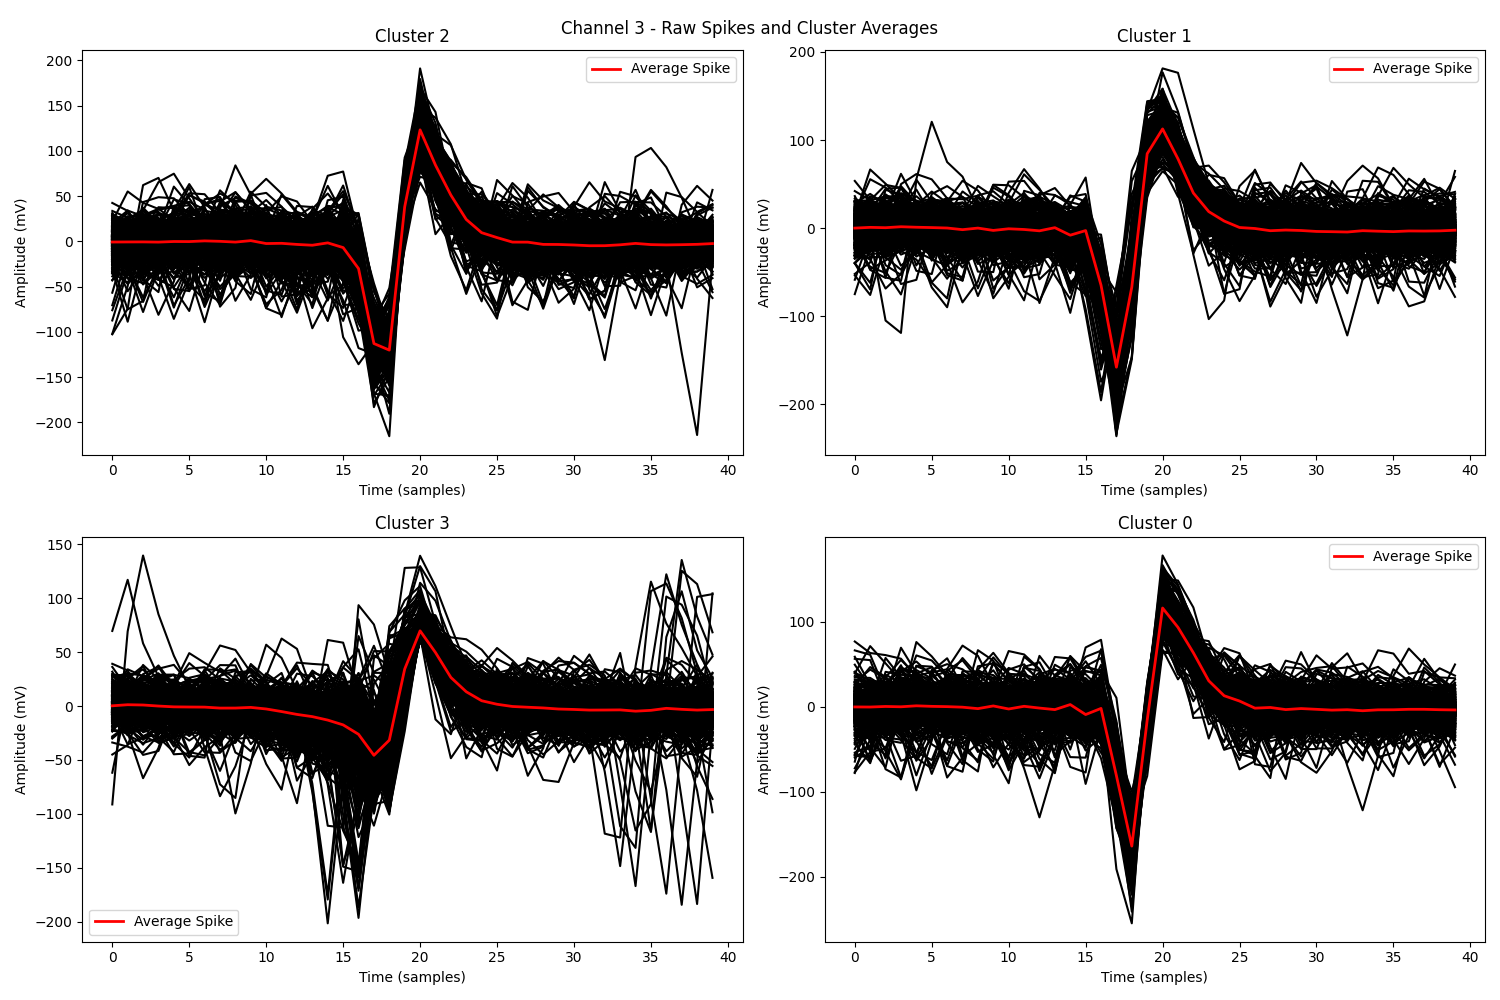 Channel 3 - Raw Spikes and Cluster Averages
Cluster 2
Average Spike
200
150
100
50
0
−50
−100
−150
−200
Amplitude (mV)
0 5 10 15 20 25 30 35 40
Time (samples)
Cluster 1
Average Spike
200
100
0
−100
−200
Amplitude (mV)
0 5 10 15 20 25 30 35 40
Time (samples)
Cluster 3
150
100
50
0
−50
−100
−150
−200
Amplitude (mV)
Average Spike
0 5 10 15 20 25 30 35 40
Time (samples)
Cluster 0
Average Spike
100
0
−100
−200
Amplitude (mV)
0 5 10 15 20 25 30 35 40
Time (samples)